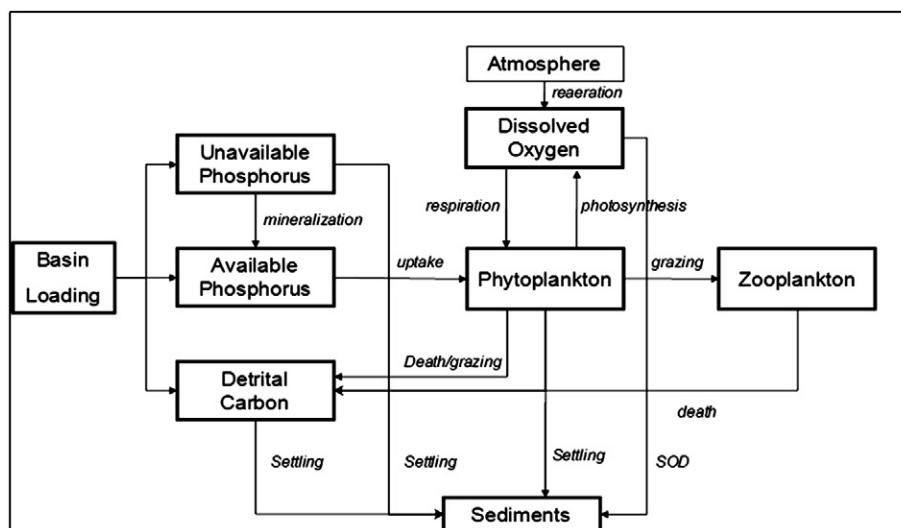 Atmosphere
reaeration
Dissolved
Oxygen
Unavailable
Phosphorus
respiration
photosynthesis
mineralization
Basin
Loading
Available
Phosphorus
uptake
Phytoplankton
grazing
Zooplankton
Death/grazing
Detrital
Carbon
death
Settling
Settling
Settling
SOD
Sediments